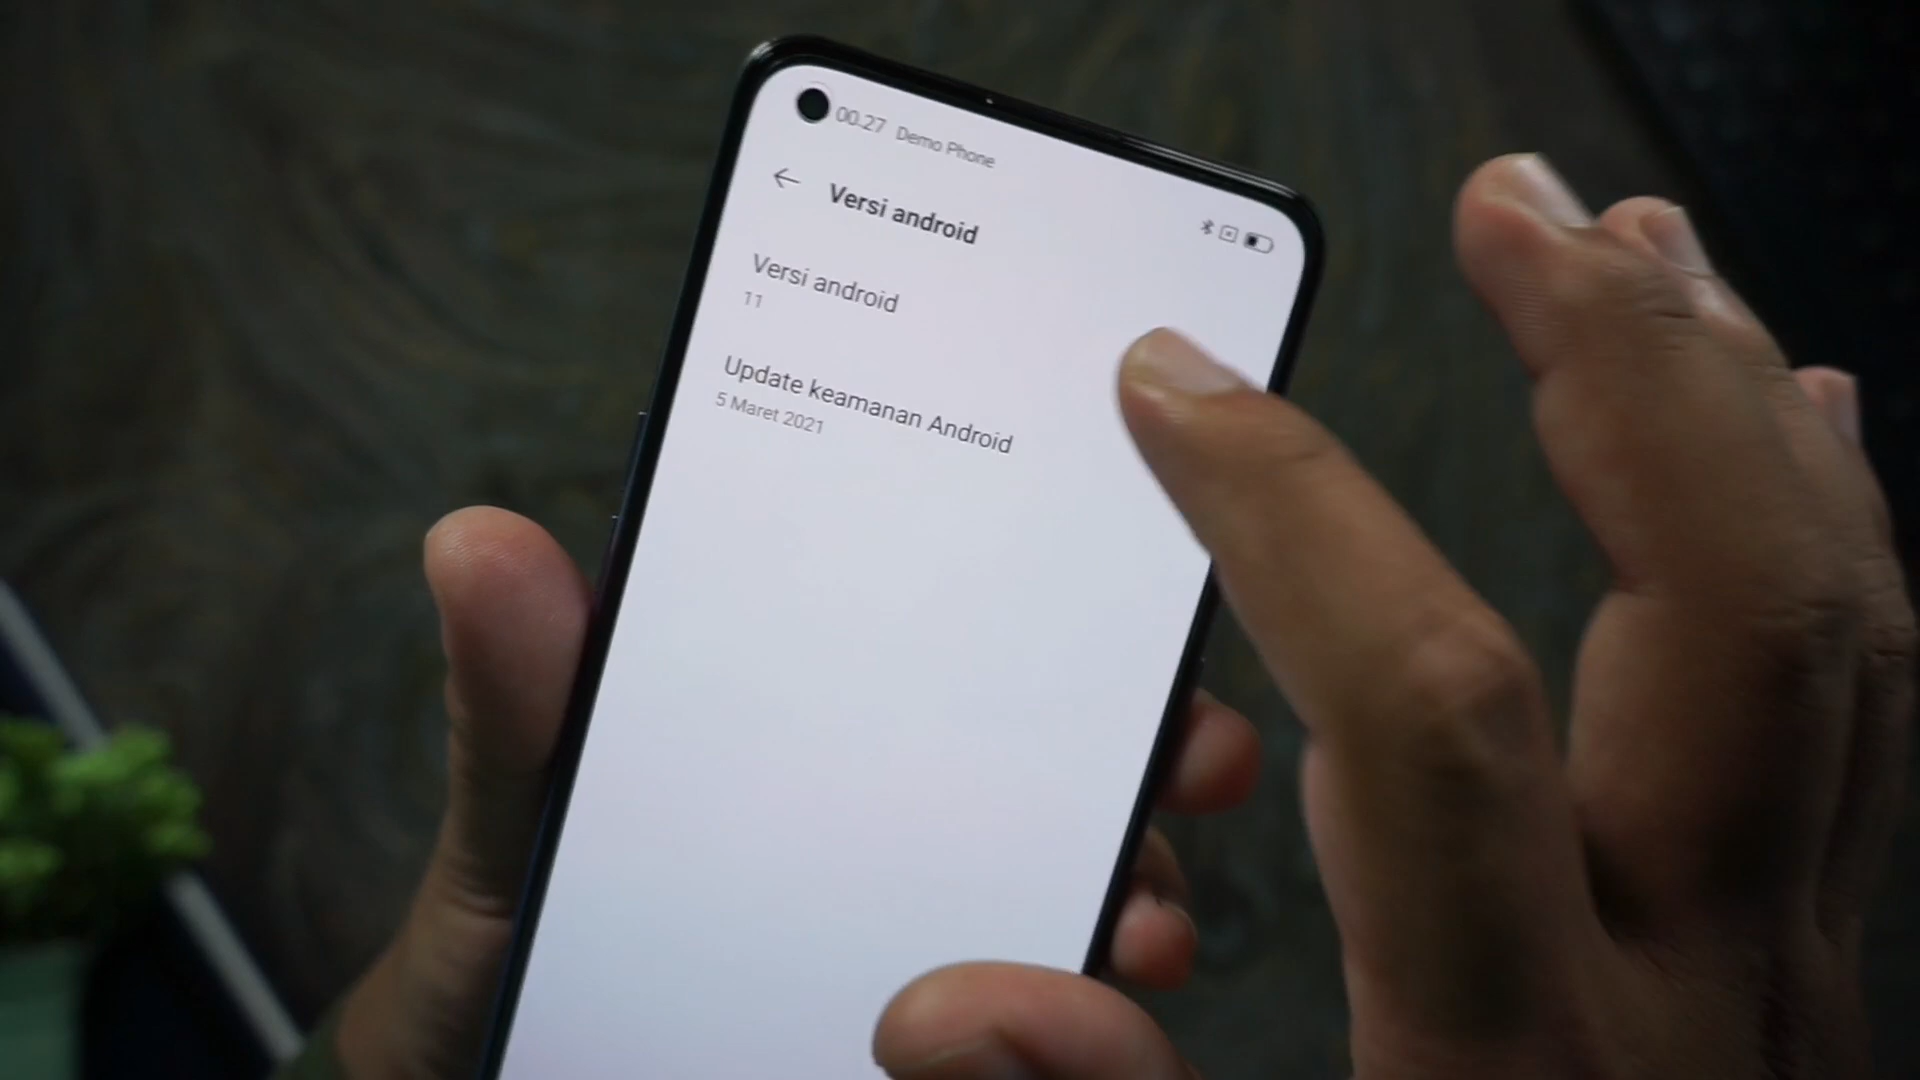 00.27 Demo Phone
Versi android
Versi android
11
Update keamanan Android
5 Maret 2021